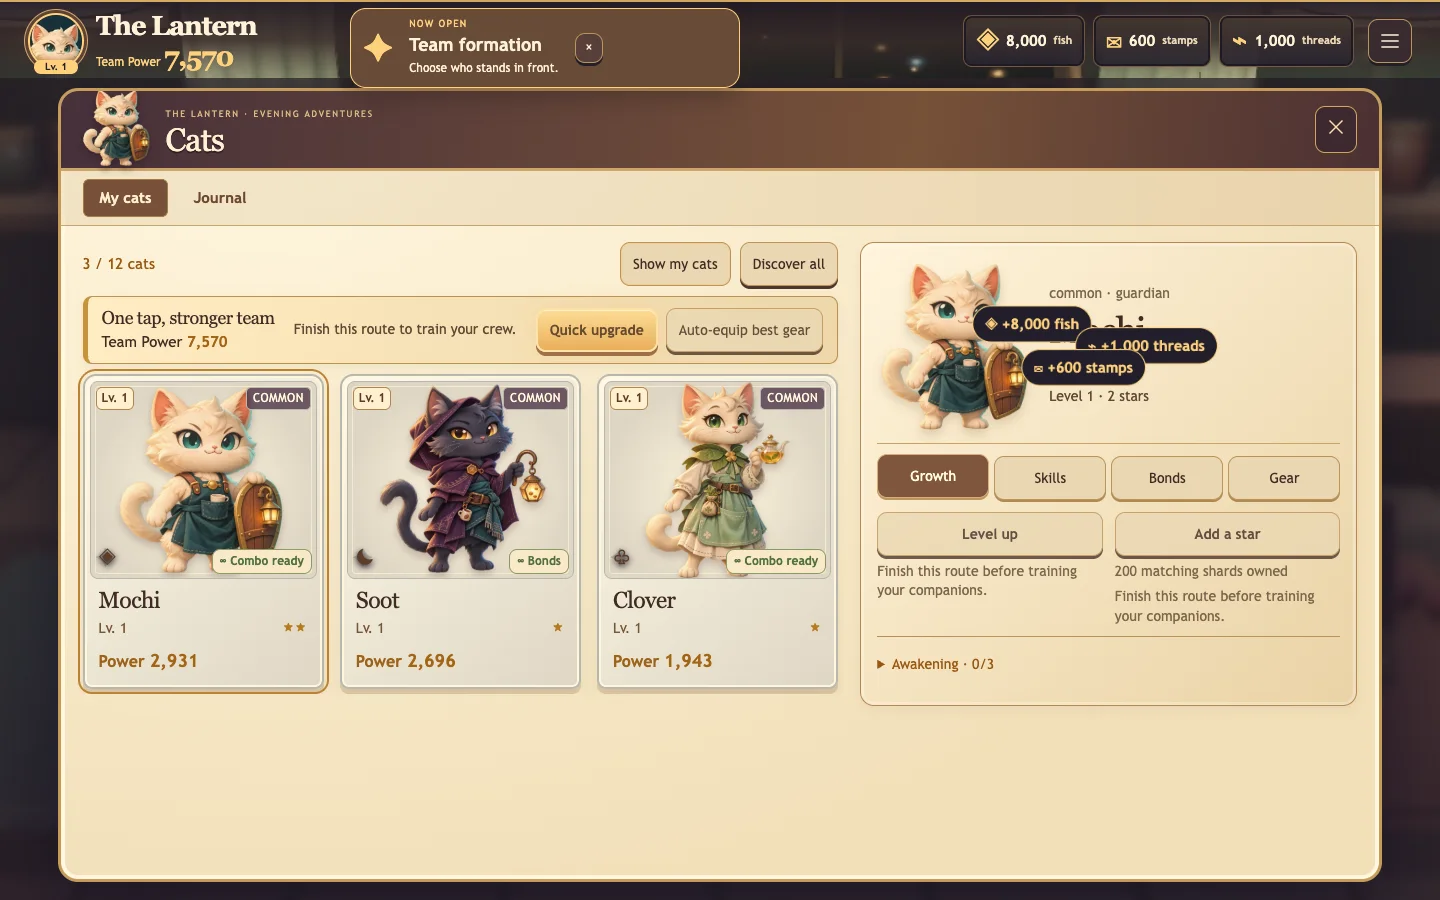 The Lantern
Team Power 7,570
Lv. 1
NOW OPEN
Team formation
Choose who stands in front.
×
8,000 fish
600 stamps
1,000 threads
THE LANTERN · EVENING ADVENTURES
Cats
My cats
Journal
3 / 12 cats
Show my cats
Discover all
One tap, stronger team
Team Power 7,570
Finish this route to train your crew.
Quick upgrade
Auto-equip best gear
Lv. 1
COMMON
∞ Combo ready
Mochi
Lv. 1
★★
Power 2,931
Lv. 1
COMMON
∞ Bonds
Soot
Lv. 1
★
Power 2,696
Lv. 1
COMMON
∞ Combo ready
Clover
Lv. 1
★
Power 1,943
common · guardian
+8,000 fish
+1,000 threads
+600 stamps
Level 1 · 2 stars
Growth
Skills
Bonds
Gear
Level up
Add a star
Finish this route before training
your companions.
200 matching shards owned
Finish this route before training
your companions.
Awakening · 0/3